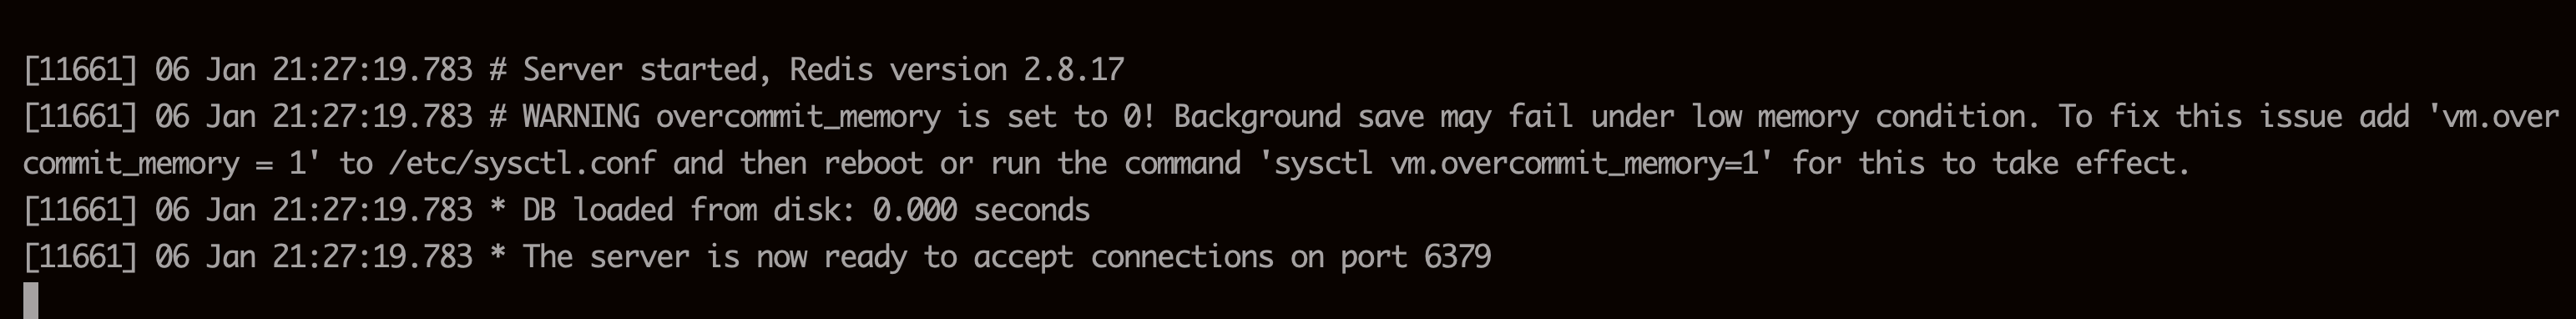 [11661] 06 Jan 21:27:19.783 # Server started, Redis version 2.8.17
[11661] 06 Jan 21:27:19.783 # WARNING overcommit_memory is set to 0! Background save may fail under low memory condition. To fix this issue add 'vm.over
commit_memory = 1' to /etc/sysctl.conf and then reboot or run the command 'sysctl vm.overcommit_memory=1' for this to take effect.
[11661] 06 Jan 21:27:19.783 * DB loaded from disk: 0.000 seconds
[11661] 06 Jan 21:27:19.783 * The server is now ready to accept connections on port 6379